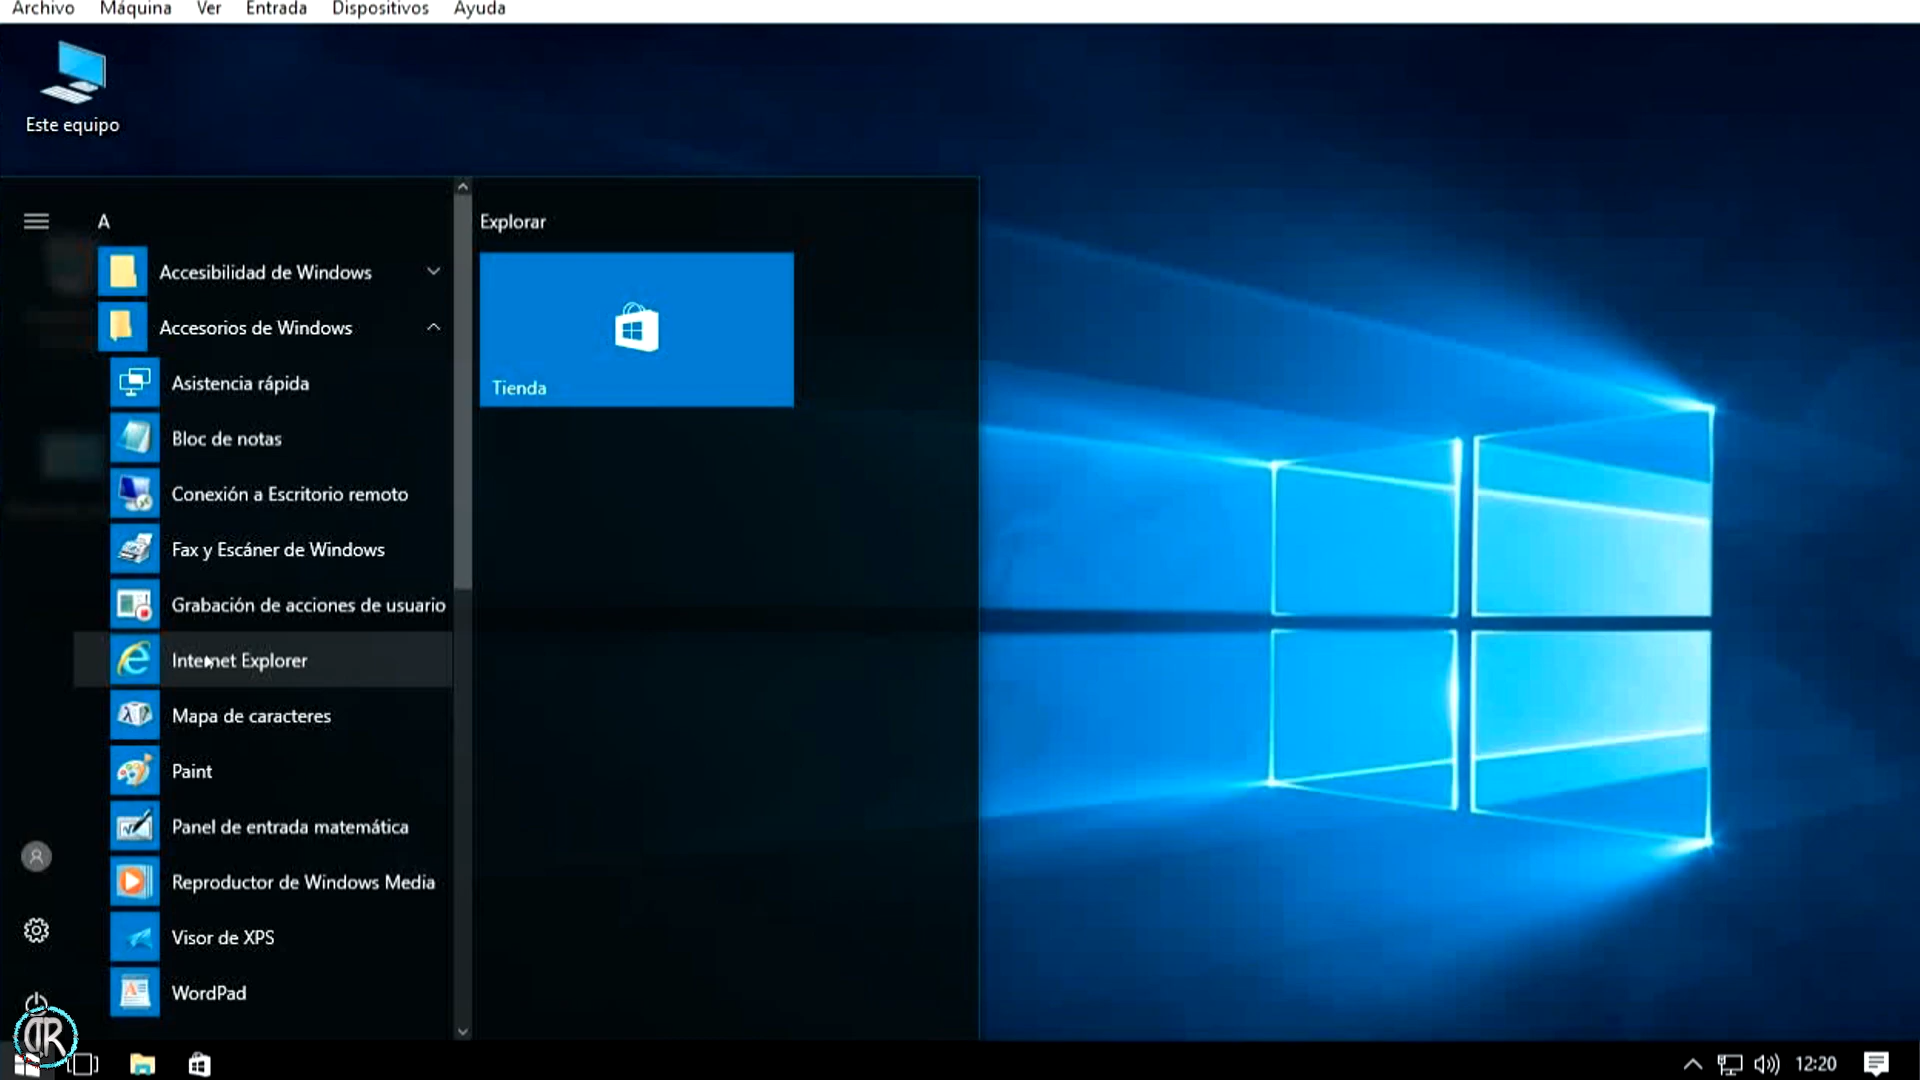 Archivo Máquina Ver Entrada Dispositivos Ayuda
Este equipo
A
Explorar
Accesibilidad de Windows
Accesorios de Windows
Asistencia rápida
Tienda
Bloc de notas
Conexión a Escritorio remoto
Fax y Escáner de Windows
Grabación de acciones de usuario
Internet Explorer
Mapa de caracteres
Paint
Panel de entrada matemática
Reproductor de Windows Media
Visor de XPS
WordPad
12:20